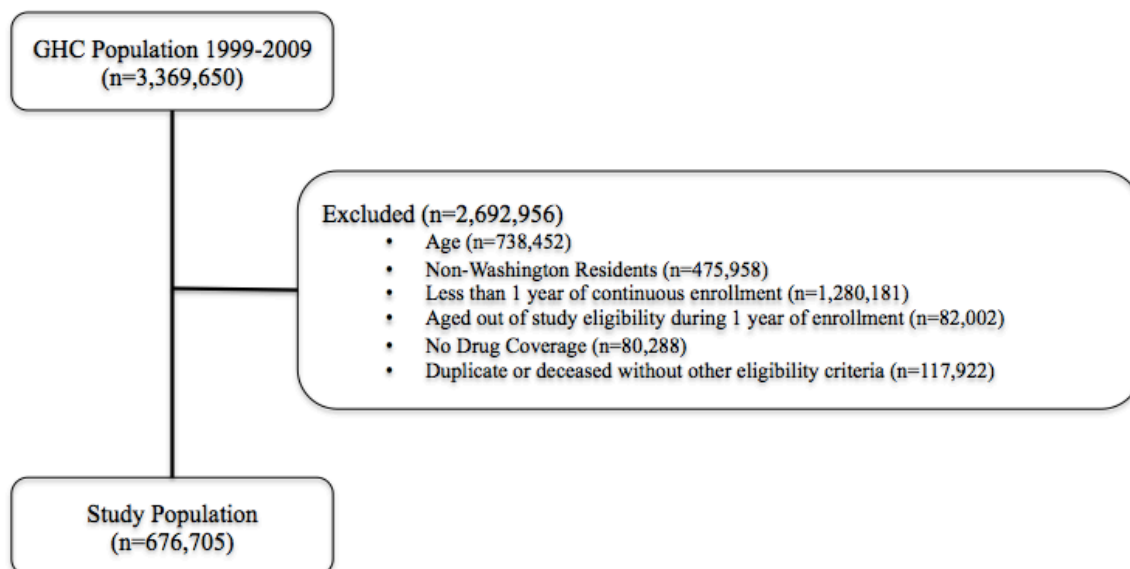 GHC Population 1999-2009
(n=3,369,650)
Excluded (n=2,692,956)
• Age (n=738,452)
• Non-Washington Residents (n=475,958)
• Less than 1 year of continuous enrollment (n=1,280,181)
• Aged out of study eligibility during 1 year of enrollment (n=82,002)
• No Drug Coverage (n=80,288)
• Duplicate or deceased without other eligibility criteria (n=117,922)
Study Population
(n=676,705)